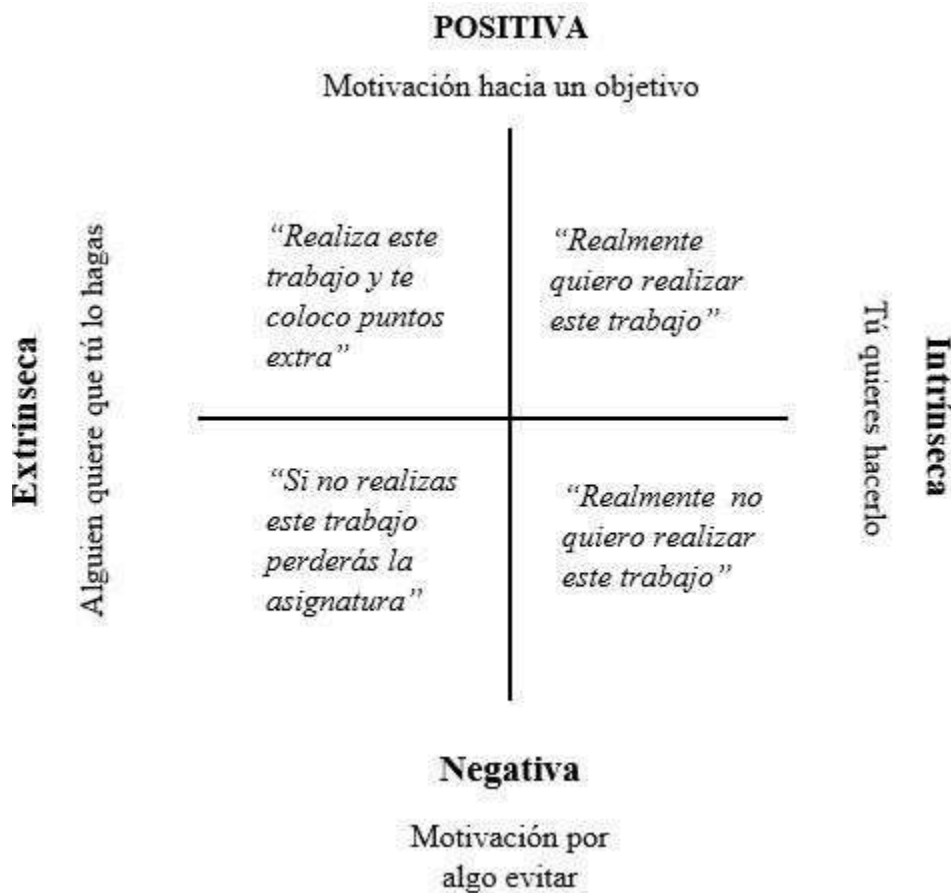 POSITIVA
Motivación hacia un objetivo
Extrínseca
Alguien quiere que tú lo hagas
“Realiza este
trabajo y te
coloco puntos
extra”
“Realmente
quiero realizar
este trabajo”
Tú quieres hacerlo
Intrínseca
“Si no realizas
este trabajo
perderás la
asignatura”
“Realmente no
quiero realizar
este trabajo”
Negativa
Motivación por
algo evitar